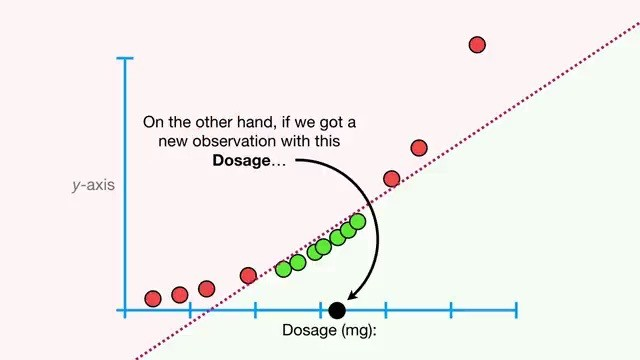 On the other hand, if we got a
new observation with this
Dosage…
y-axis
Dosage (mg):